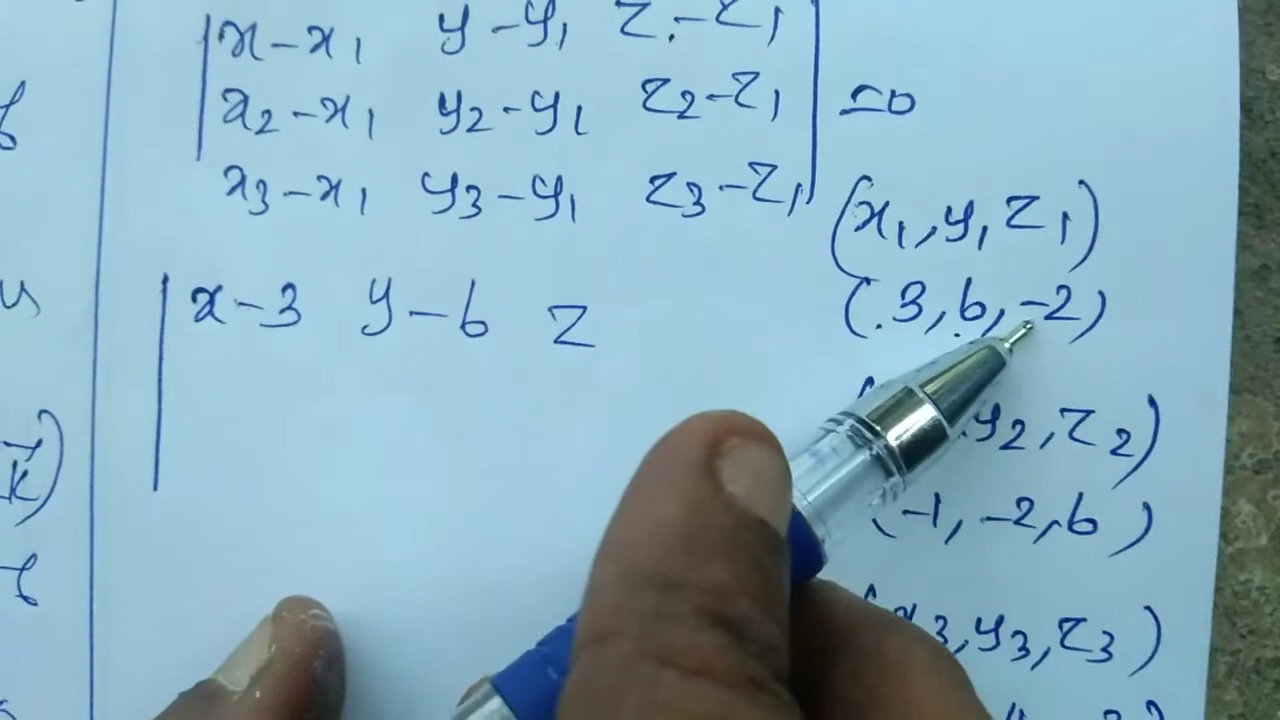 x-x₁ y-y₁ z-z₁
x₂-x₁ y₂-y₁ z₂-z₁ =0
x₃-x₁ y₃-y₁ z₃-z₁
(x₁,y₁ z₁)
x-3 y-6 z
(3,6,-2)
y₂,z₂)
(-1,-2,6)
x₃,y₃,z₃)